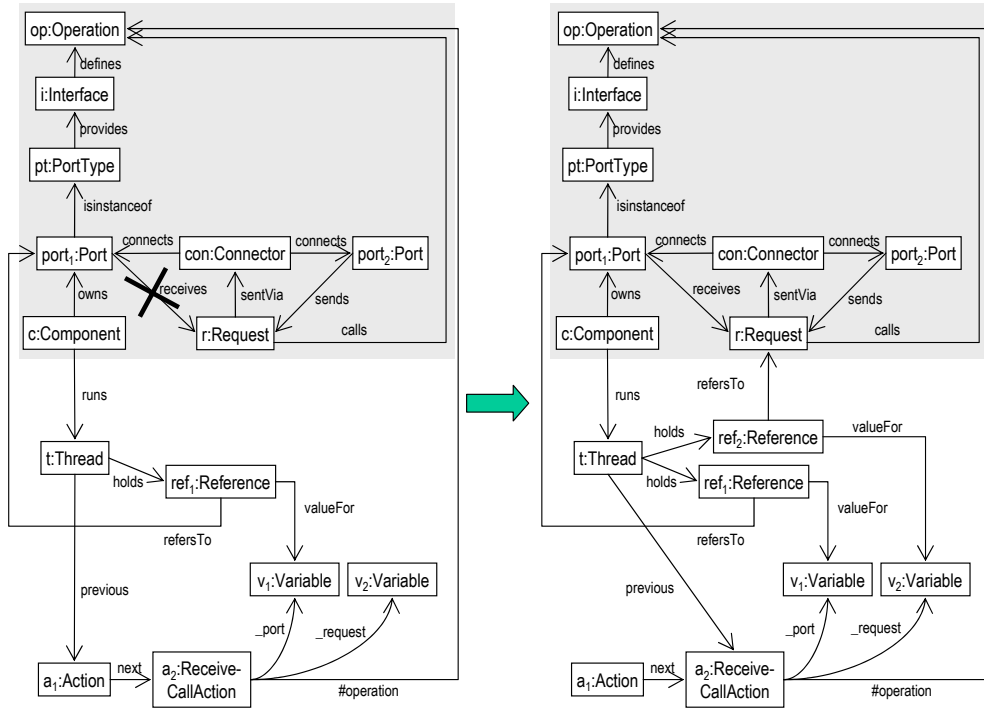 op:Operation
defines
i:Interface
provides
pt:PortType
isinstanceof
port1:Port
connects
con:Connector
connects
port2:Port
owns
receives
sentVia
sends
c:Component
r:Request
calls
runs
t:Thread
holds
ref1:Reference
valueFor
refersTo
v1:Variable
v2:Variable
previous
_port
_request
a1:Action
next
a2:Receive-
CallAction
#operation
op:Operation
defines
i:Interface
provides
pt:PortType
isinstanceof
port1:Port
connects
con:Connector
connects
port2:Port
owns
receives
sentVia
sends
c:Component
r:Request
calls
refersTo
runs
holds
ref2:Reference
valueFor
t:Thread
holds
ref1:Reference
valueFor
refersTo
v1:Variable
v2:Variable
previous
_port
_request
a1:Action
next
a2:Receive-
CallAction
#operation